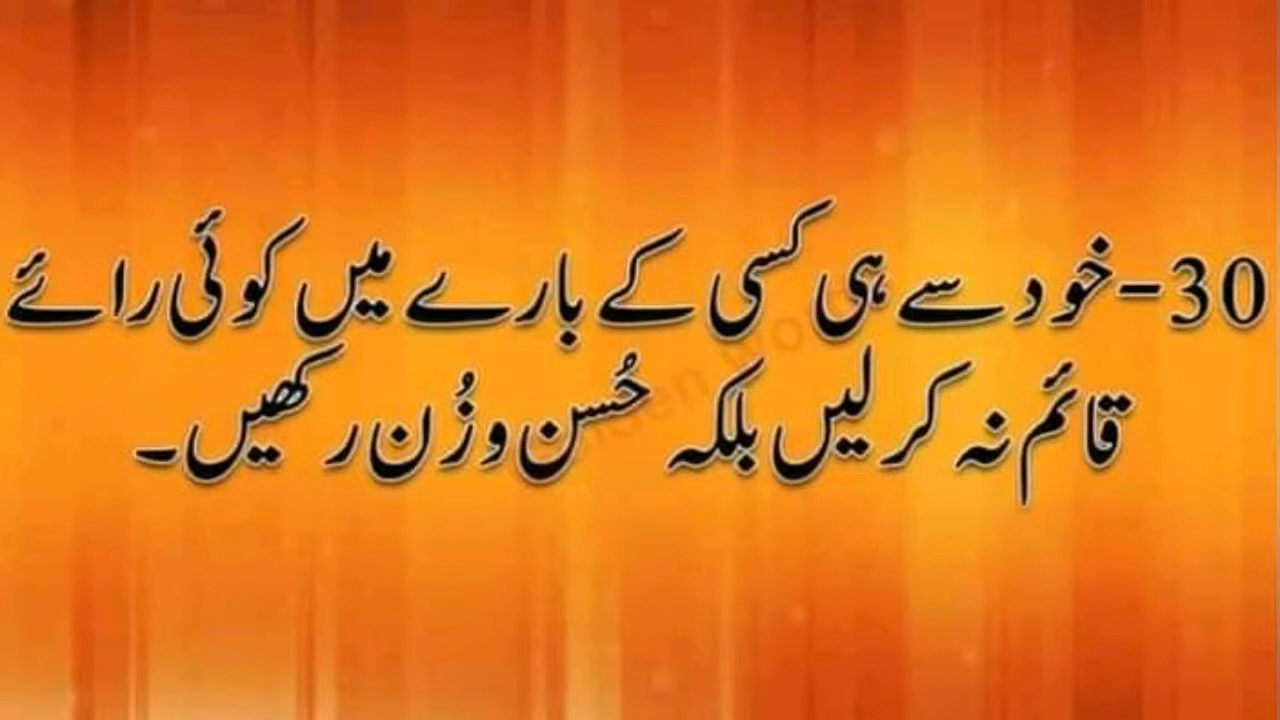 30-خود سے ہی کسی کے بارے میں کوئی رائے
قائم نہ کر لیں بلکہ حُسن وزُن رکھیں۔